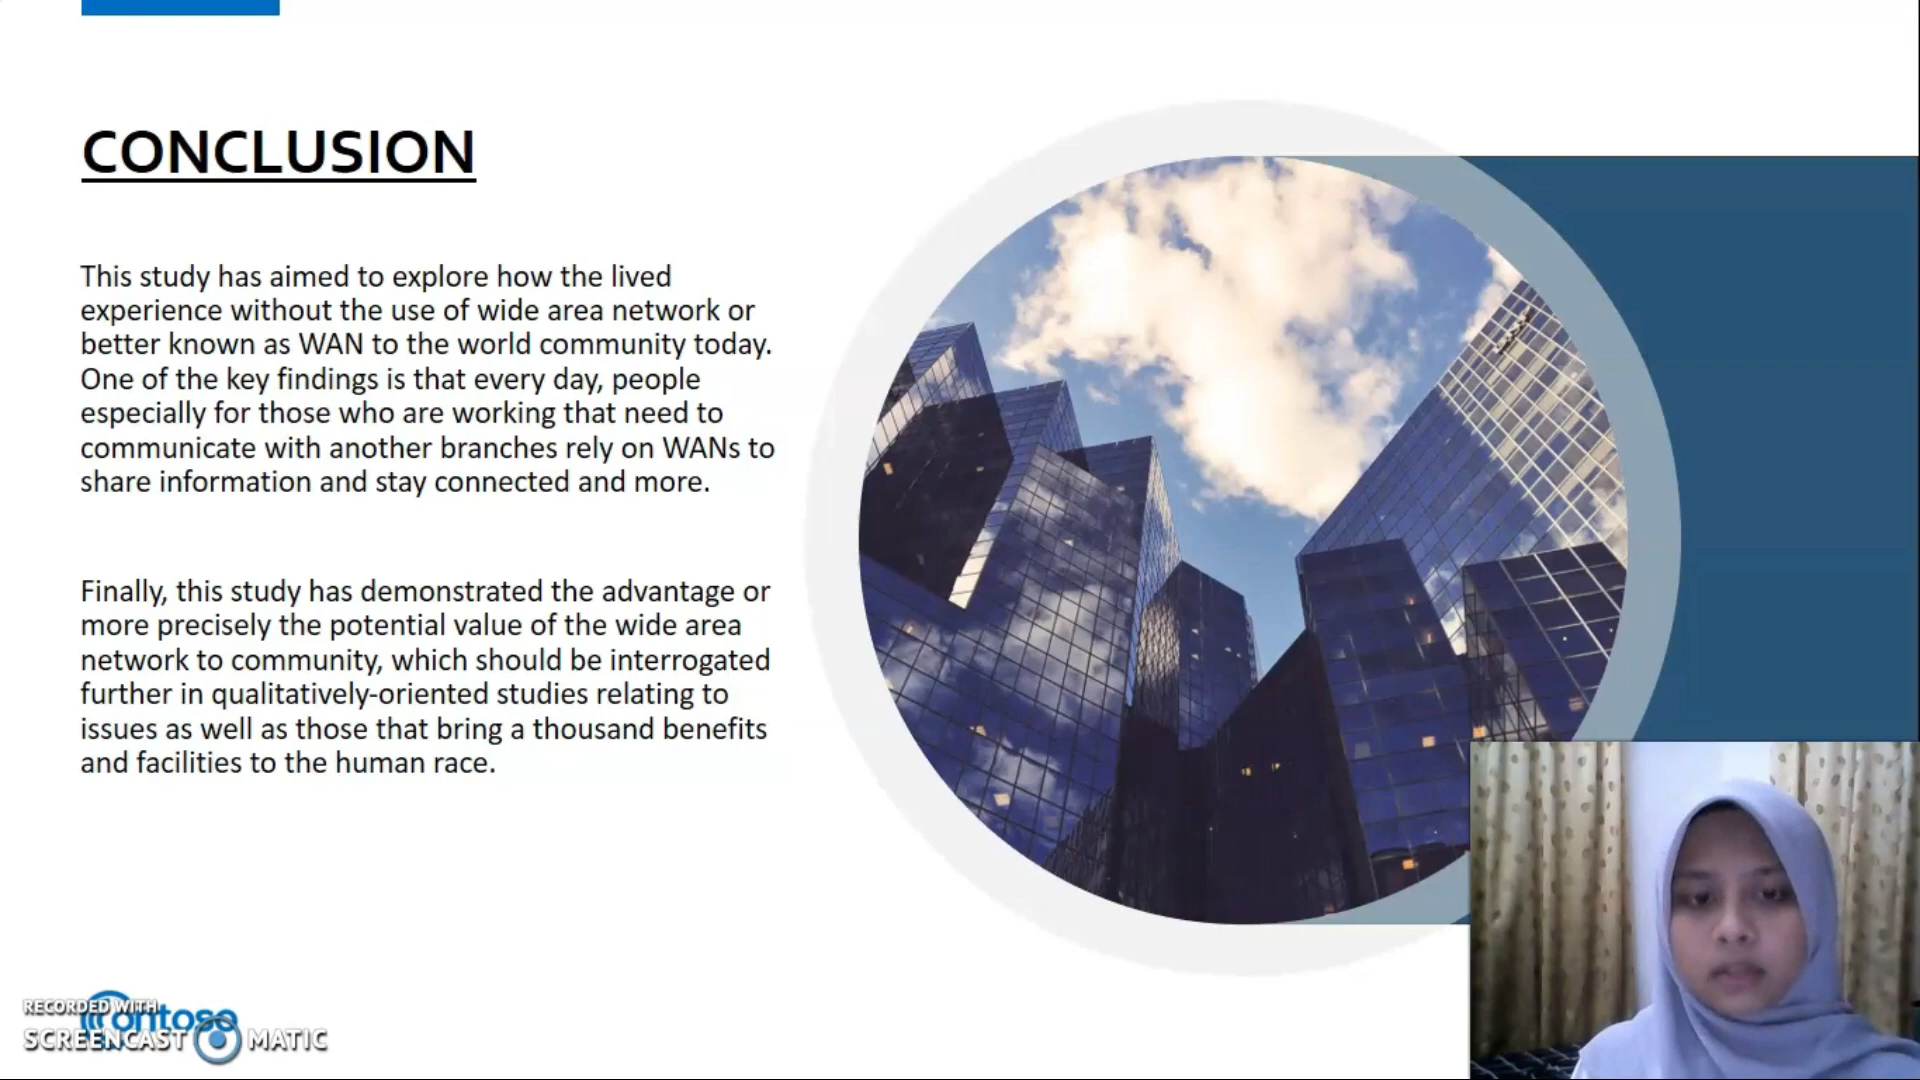 CONCLUSION
This study has aimed to explore how the lived
experience without the use of wide area network or
better known as WAN to the world community today.
One of the key findings is that every day, people
especially for those who are working that need to
communicate with another branches rely on WANs to
share information and stay connected and more.
Finally, this study has demonstrated the advantage or
more precisely the potential value of the wide area
network to community, which should be interrogated
further in qualitatively-oriented studies relating to
issues as well as those that bring a thousand benefits
and facilities to the human race.
RECORDED WITH
Contoso
SCREENCAST MATIC